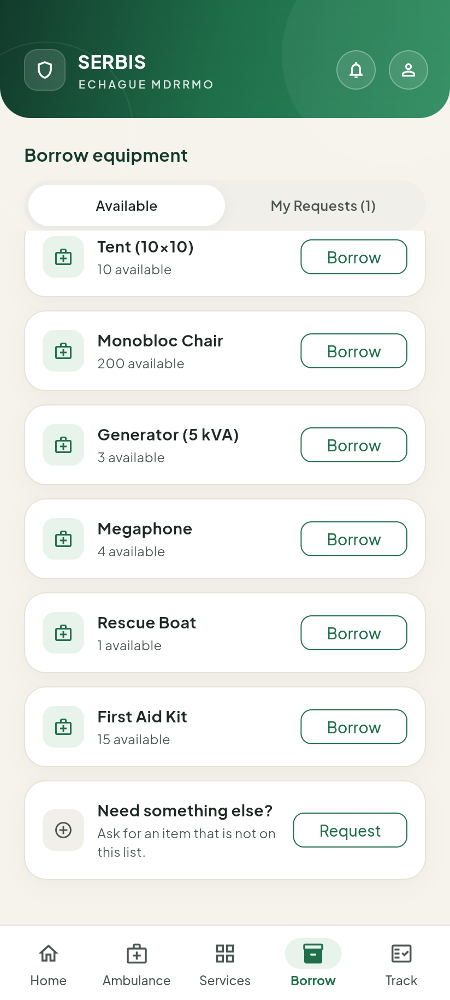 SERBIS
ECHAGUE MDRRMO
Borrow equipment
Available
My Requests (1)
Tent (10×10)
10 available
Borrow
Monobloc Chair
200 available
Borrow
Generator (5 kVA)
3 available
Borrow
Megaphone
4 available
Borrow
Rescue Boat
1 available
Borrow
First Aid Kit
15 available
Borrow
Need something else?
Ask for an item that is not on
this list.
Request
Home
Ambulance
Services
Borrow
Track